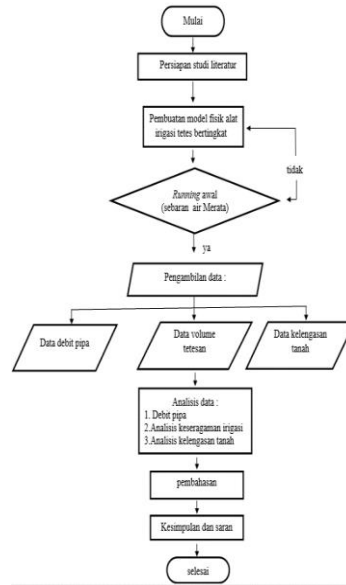 Mulai
Persiapan studi literatur
Pembuatan model fisik alat
irigasi tetes bertingkat
tidak
Running awal
(sebaran air Merata)
ya
Pengambilan data :
Data debit pipa
Data volume
tetesan
Data kelengasan
tanah
Analisis data :
1. Debit pipa
2.Analisis keseragaman irigasi
3.Analisis kelengasan tanah
pembahasan
Kesimpulan dan saran
selesai